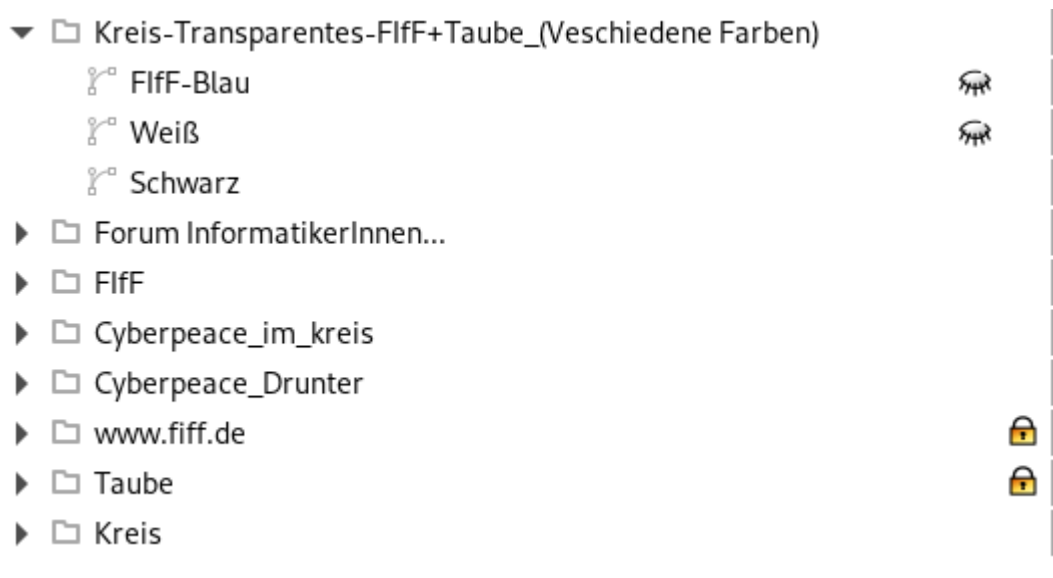 Kreis-Transparentes-FIfF+Taube_(Veschiedene Farben)
FIfF-Blau
Weiß
Schwarz
Forum InformatikerInnen...
FIfF
Cyberpeace_im_kreis
Cyberpeace_Drunter
www.fiff.de
Taube
Kreis